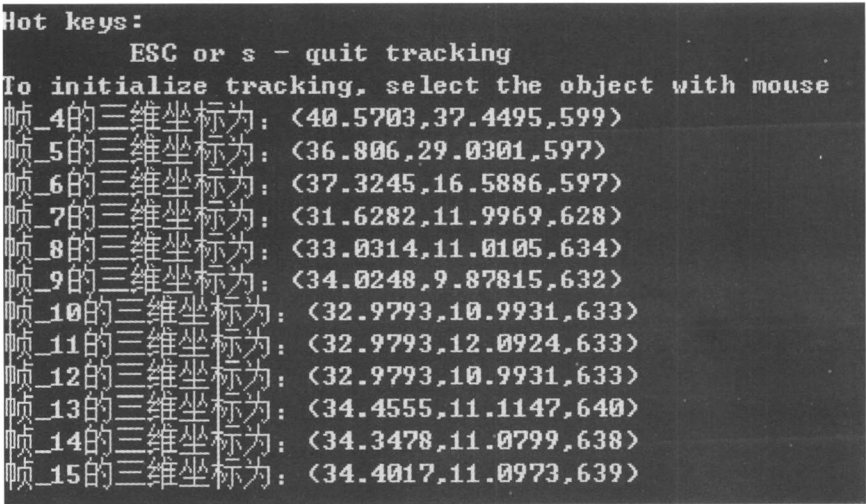 Hot keys:
ESC or s - quit tracking
To initialize tracking, select the object with mouse
帧_4的三维坐标为:(40.5703,37.4495,599)
帧_5的三维坐标为:(36.806,29.0301,597)
帧_6的三维坐标为:(37.3245,16.5886,597)
帧_7的三维坐标为:(31.6282,11.9969,628)
帧_8的三维坐标为:(33.0314,11.0105,634)
帧_9的三维坐标为:(34.0248,9.87815,632)
帧_10的三维坐标为:(32.9793,10.9931,633)
帧_11的三维坐标为:(32.9793,12.0924,633)
帧_12的三维坐标为:(32.9793,10.9931,633)
帧_13的三维坐标为:(34.4555,11.1147,640)
帧_14的三维坐标为:(34.3478,11.0799,638)
帧_15的三维坐标为:(34.4017,11.0973,639)